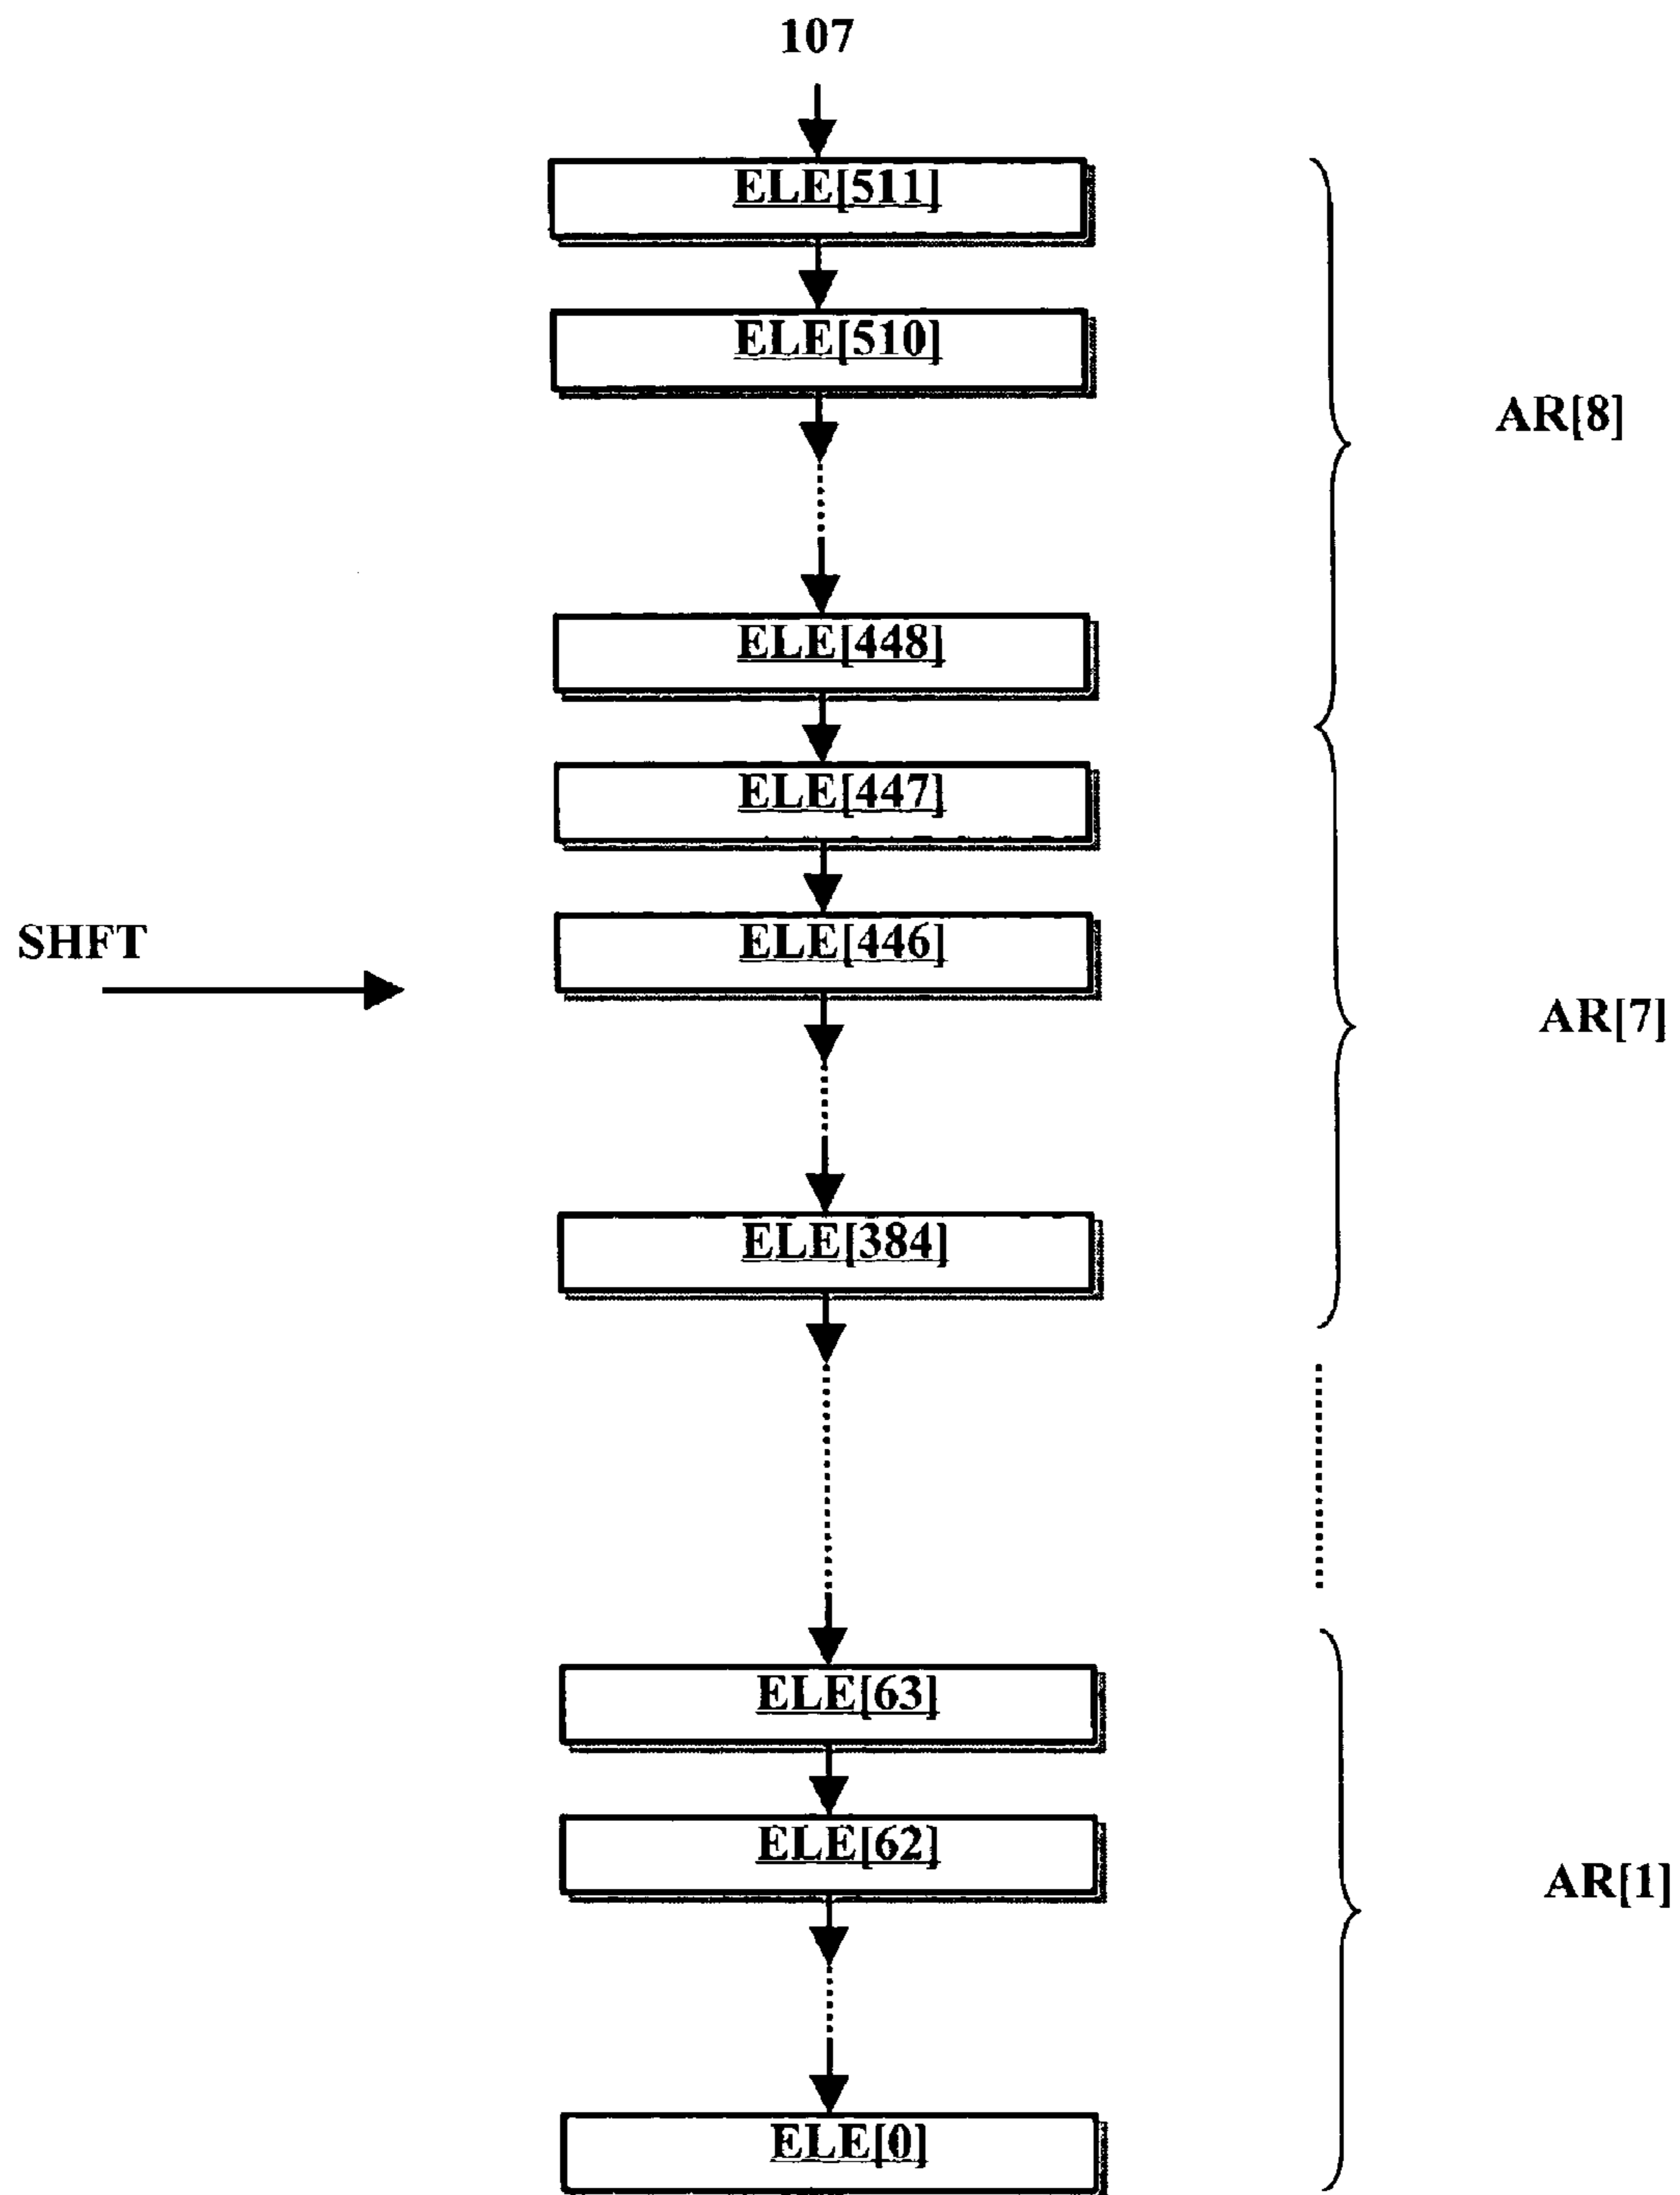 107
ELE[511]
ELE[510]
AR[8]
ELE[448]
ELE[447]
SHFT
ELE[446]
AR[7]
ELE[384]
ELE[63]
ELE[62]
AR[1]
ELE[0]